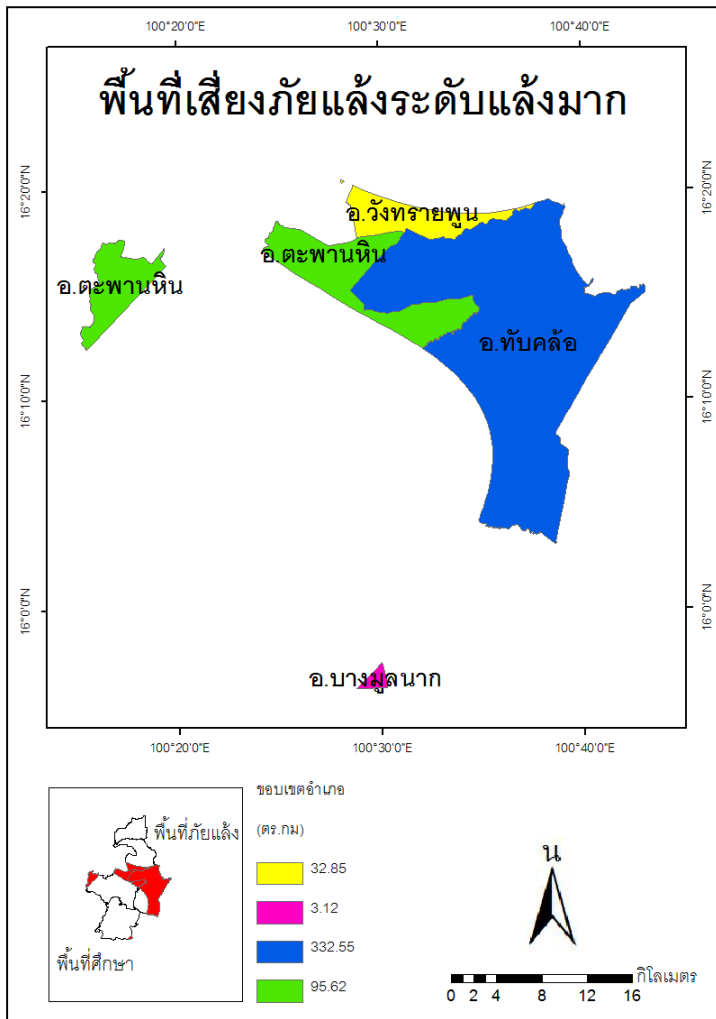 100°20'0"E 100°30'0"E 100°40'0"E
พื้นที่เสี่ยงภัยแล้งระดับแล้งมาก
16°20'0"N 16°20'0"N
อ.วังทรายพูน
อ.ตะพานหิน
อ.ตะพานหิน
อ.ทับคล้อ
16°10'0"N 16°10'0"N
16°0'0"N 16°0'0"N
อ.บางมูลนาก
100°20'0"E 100°30'0"E 100°40'0"E
พื้นที่ภัยแล้ง
พื้นที่ศึกษา
ขอบเขตอำเภอ
(ตร.กม)
32.85
3.12
332.55
95.62
น
กิโลเมตร
0 2 4 8 12 16